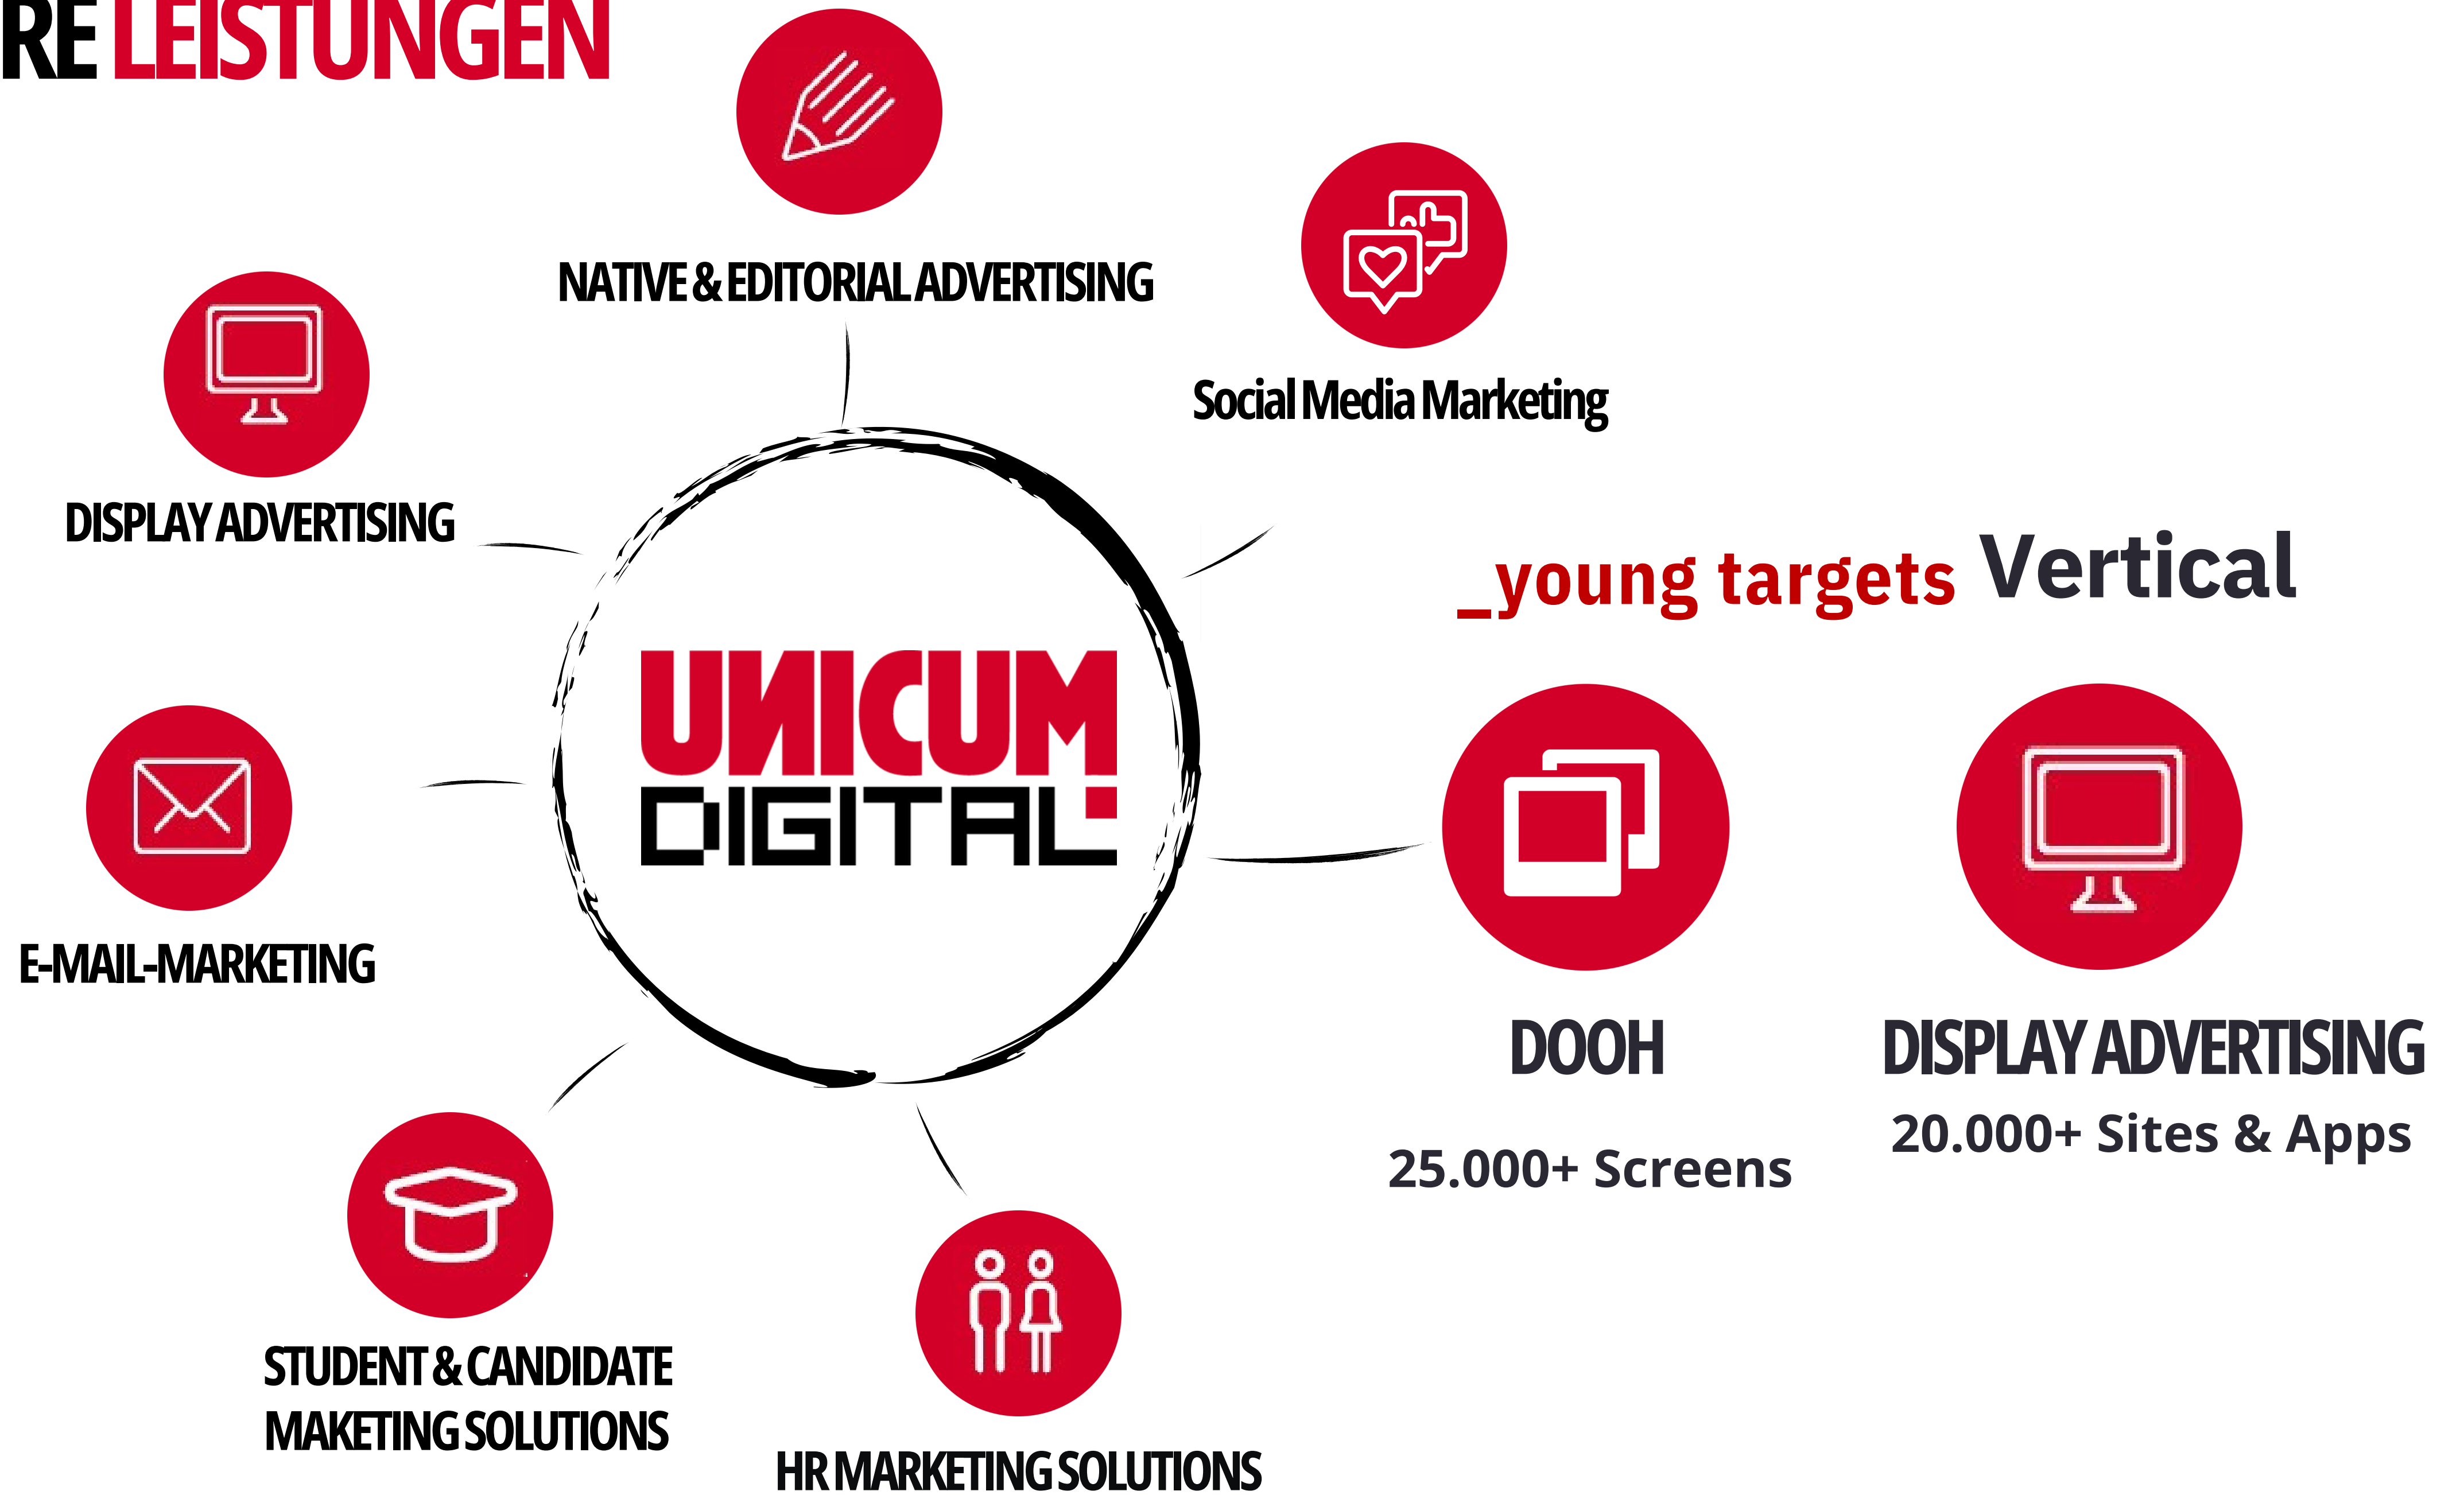 RE LEISTUNGEN
NATIVE & EDITORIAL ADVERTISING
Social Media Marketing
DISPLAY ADVERTISING
_young targets Vertical
UNICUM
DIGITAL
E-MAIL-MARKETING
DOOH
DISPLAY ADVERTISING
25.000+ Screens
20.000+ Sites & Apps
STUDENT & CANDIDATE
MAKETING SOLUTIONS
HR MARKETING SOLUTIONS